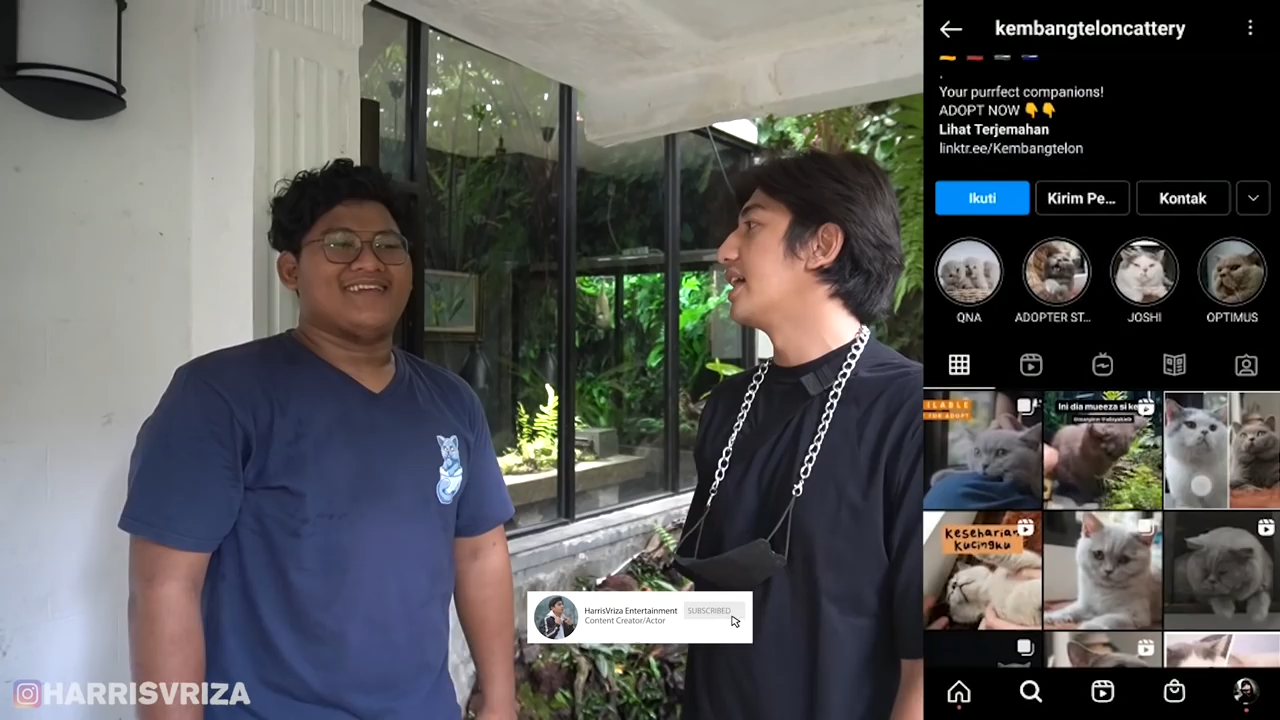 kembangteloncattery
.
Your purrfect companions!
ADOPT NOW 👇👇
Lihat Terjemahan
linktr.ee/Kembangtelon
Ikuti
Kirim Pe...
Kontak
QNA
ADOPTER ST...
JOSHI
OPTIMUS
Ini dia mueeza si ke
Keseharian
Kucingku
HarrisVriza Entertainment
SUBSCRIBED
Content Creator/Actor
HARRISVRIZA